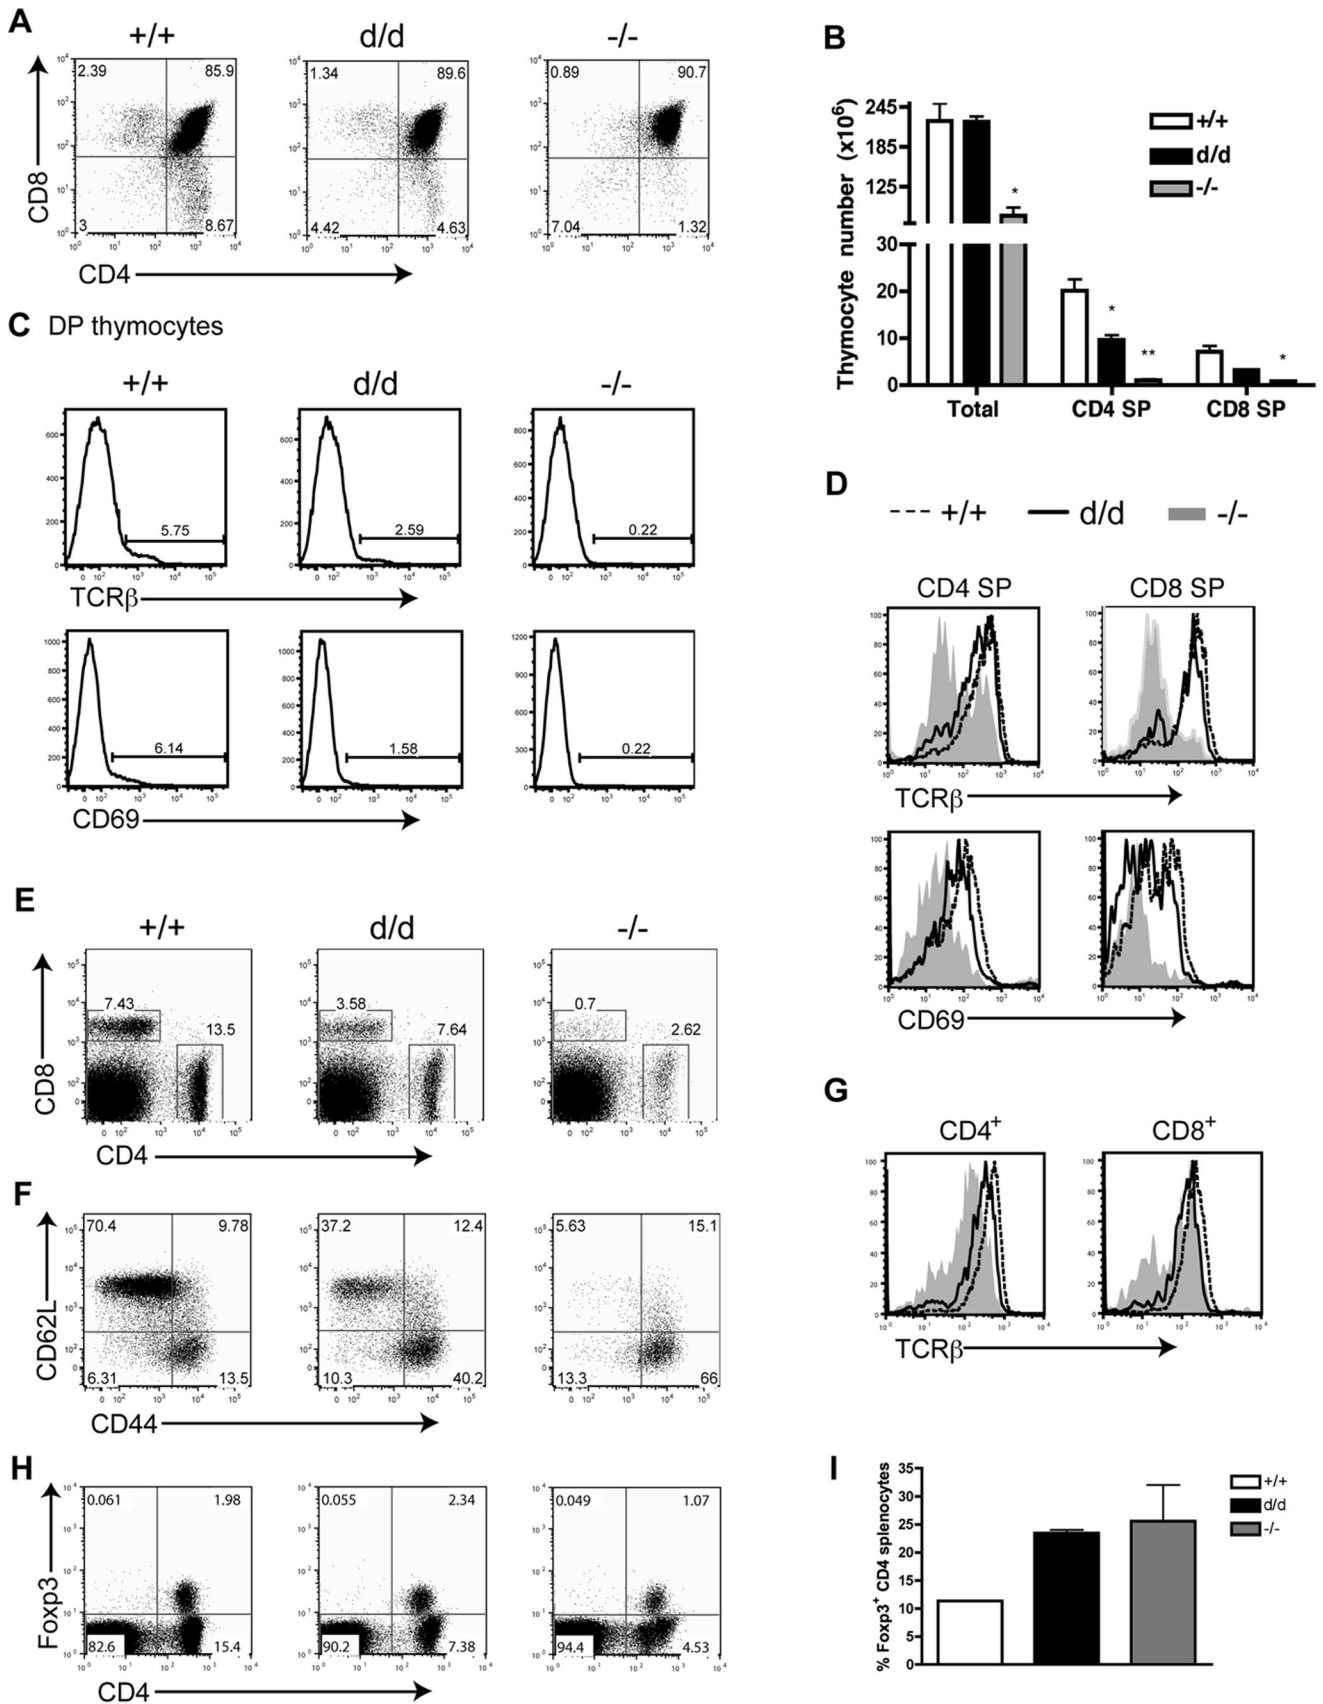 A
+/+
d/d
-/-
2.39
85.9
1.34
89.6
0.89
90.7
3
8.67
4.42
4.63
7.04
1.32
CD8
CD4
B
Thymocyte number (x10⁶)
245
185
125
30
20
10
0
+/+
d/d
-/-
*
*
**
*
Total
CD4 SP
CD8 SP
C DP thymocytes
+/+
d/d
-/-
5.75
2.59
0.22
TCRβ
6.14
1.58
0.22
CD69
D
+/+
d/d
-/-
CD4 SP
CD8 SP
TCRβ
CD69
E
+/+
d/d
-/-
7.43
13.5
3.58
7.64
0.7
2.62
CD8
CD4
F
70.4
9.78
37.2
12.4
5.63
15.1
6.31
13.5
10.3
40.2
13.3
66
CD62L
CD44
G
CD4⁺
CD8⁺
TCRβ
H
0.061
1.98
0.055
2.34
0.049
1.07
82.6
15.4
90.2
7.38
94.4
4.53
Foxp3
CD4
I
% Foxp3⁺ CD4 splenocytes
35
30
25
20
15
10
5
0
+/+
d/d
-/-